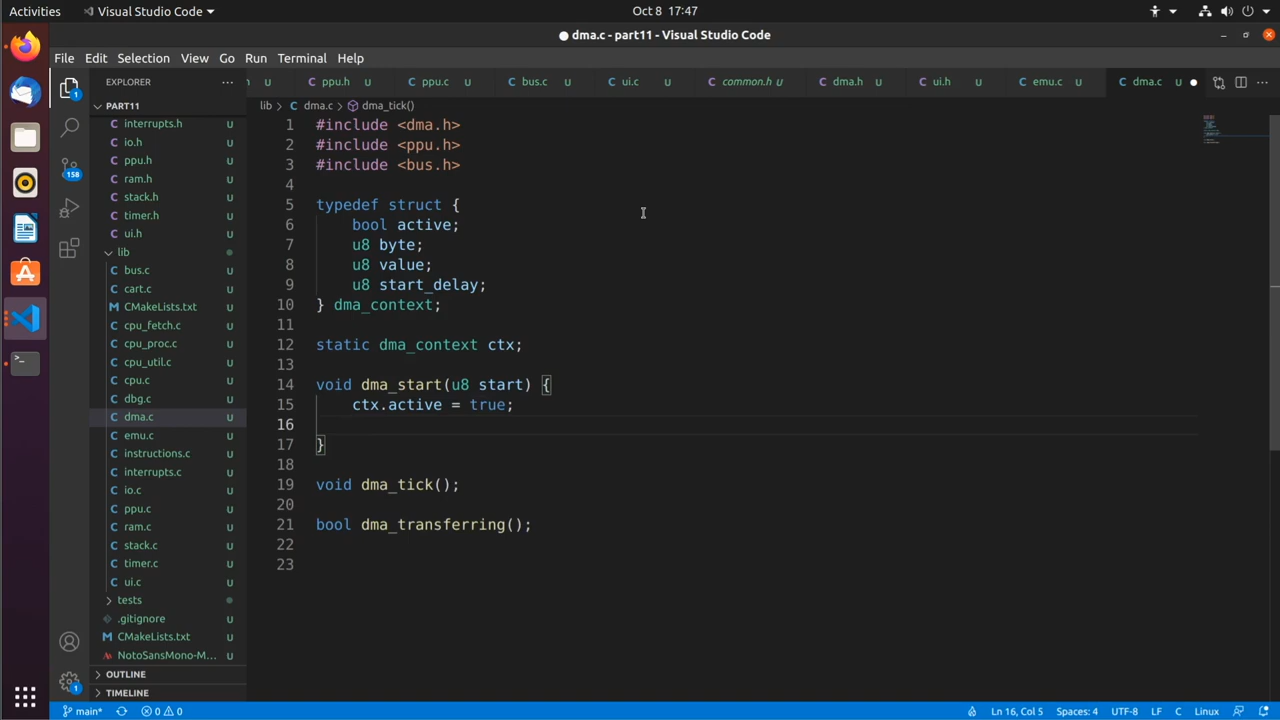 Activities
Visual Studio Code
Oct 8 17:47
● dma.c - part11 - Visual Studio Code
File Edit Selection View Go Run Terminal Help
EXPLORER
PART11
interrupts.h U
io.h U
ppu.h U
ram.h U
stack.h U
timer.h U
ui.h U
lib
bus.c U
cart.c U
CMakeLists.txt U
cpu_fetch.c U
cpu_proc.c U
cpu_util.c U
cpu.c U
dbg.c U
dma.c U
emu.c U
instructions.c U
interrupts.c U
io.c U
ppu.c U
ram.c U
stack.c U
timer.c U
ui.c U
tests
.gitignore U
CMakeLists.txt U
NotoSansMono-M... U
OUTLINE
TIMELINE
1
158
1
U ppu.h U ppu.c U bus.c U ui.c U common.h U dma.h U ui.h U emu.c U dma.c U ●
lib > dma.c > dma_tick()
1 #include <dma.h>
2 #include <ppu.h>
3 #include <bus.h>
4
5 typedef struct {
6 bool active;
7 u8 byte;
8 u8 value;
9 u8 start_delay;
10 } dma_context;
11
12 static dma_context ctx;
13
14 void dma_start(u8 start) {
15 ctx.active = true;
16
17 }
18
19 void dma_tick();
20
21 bool dma_transferring();
22
23
main* 0 0 Ln 16, Col 5 Spaces: 4 UTF-8 LF C Linux